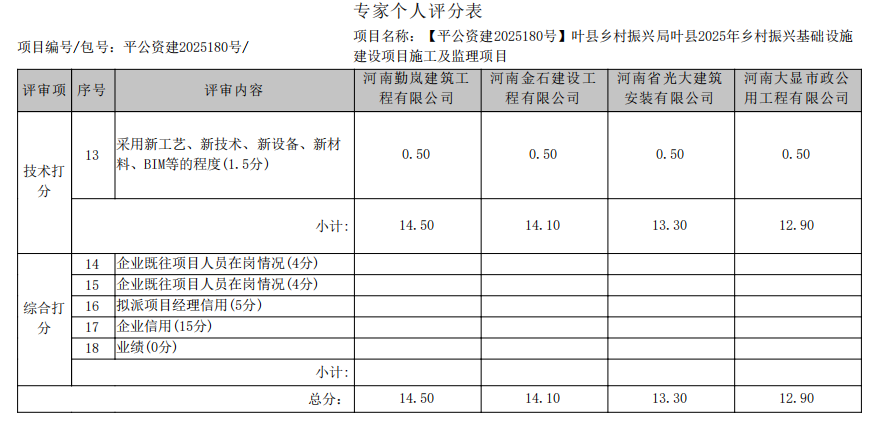 专家个人评分表
项目编号/包号：平公资建2025180号/
项目名称：【平公资建2025180号】叶县乡村振兴局叶县2025年乡村振兴基础设施
建设项目施工及监理项目
评审项 序号 评审内容 河南勤岚建筑工程有限公司 河南金石建设工程有限公司 河南省光大建筑安装有限公司 河南大显市政公用工程有限公司
技术打分
13 采用新工艺、新技术、新设备、新材料、BIM等的程度(1.5分) 0.50 0.50 0.50 0.50
小计: 14.50 14.10 13.30 12.90
综合打分
14 企业既往项目人员在岗情况(4分)
15 企业既往项目人员在岗情况(4分)
16 拟派项目经理信用(5分)
17 企业信用(15分)
18 业绩(0分)
小计:
总分: 14.50 14.10 13.30 12.90